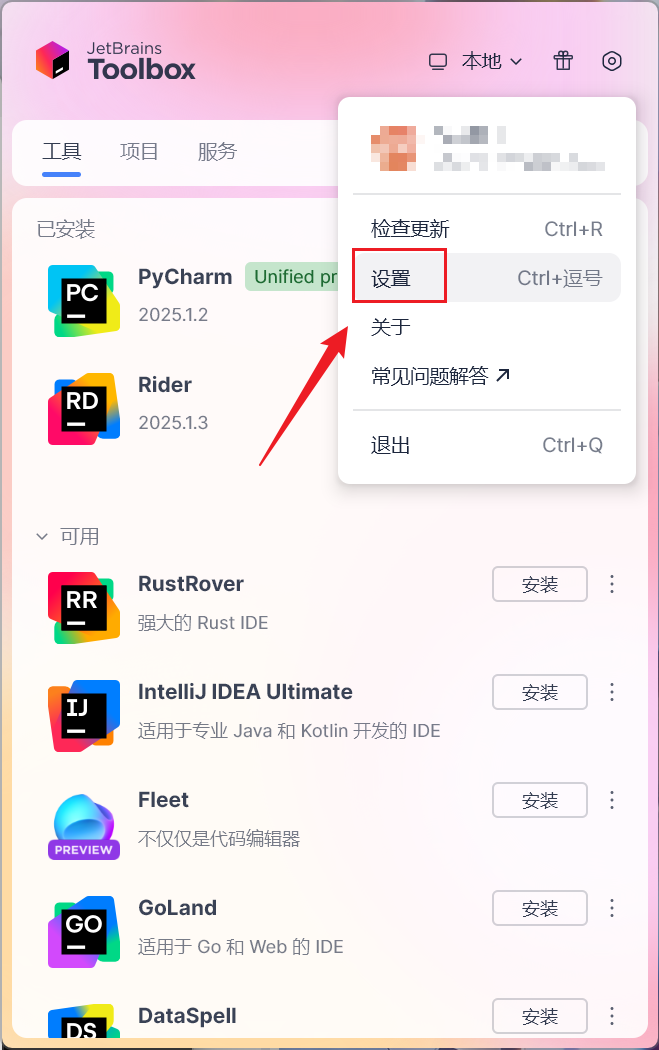 JetBrains
Toolbox
本地
工具 项目 服务
检查更新 Ctrl+R
设置 Ctrl+逗号
关于
常见问题解答
退出 Ctrl+Q
已安装
PC
PyCharm Unified pr
2025.1.2
RD
Rider
2025.1.3
可用
RR
RustRover 安装
强大的 Rust IDE
IJ
IntelliJ IDEA Ultimate 安装
适用于专业 Java 和 Kotlin 开发的 IDE
Fleet 安装
不仅仅是代码编辑器
PREVIEW
GO
GoLand 安装
适用于 Go 和 Web 的 IDE
DS
DataSpell 安装